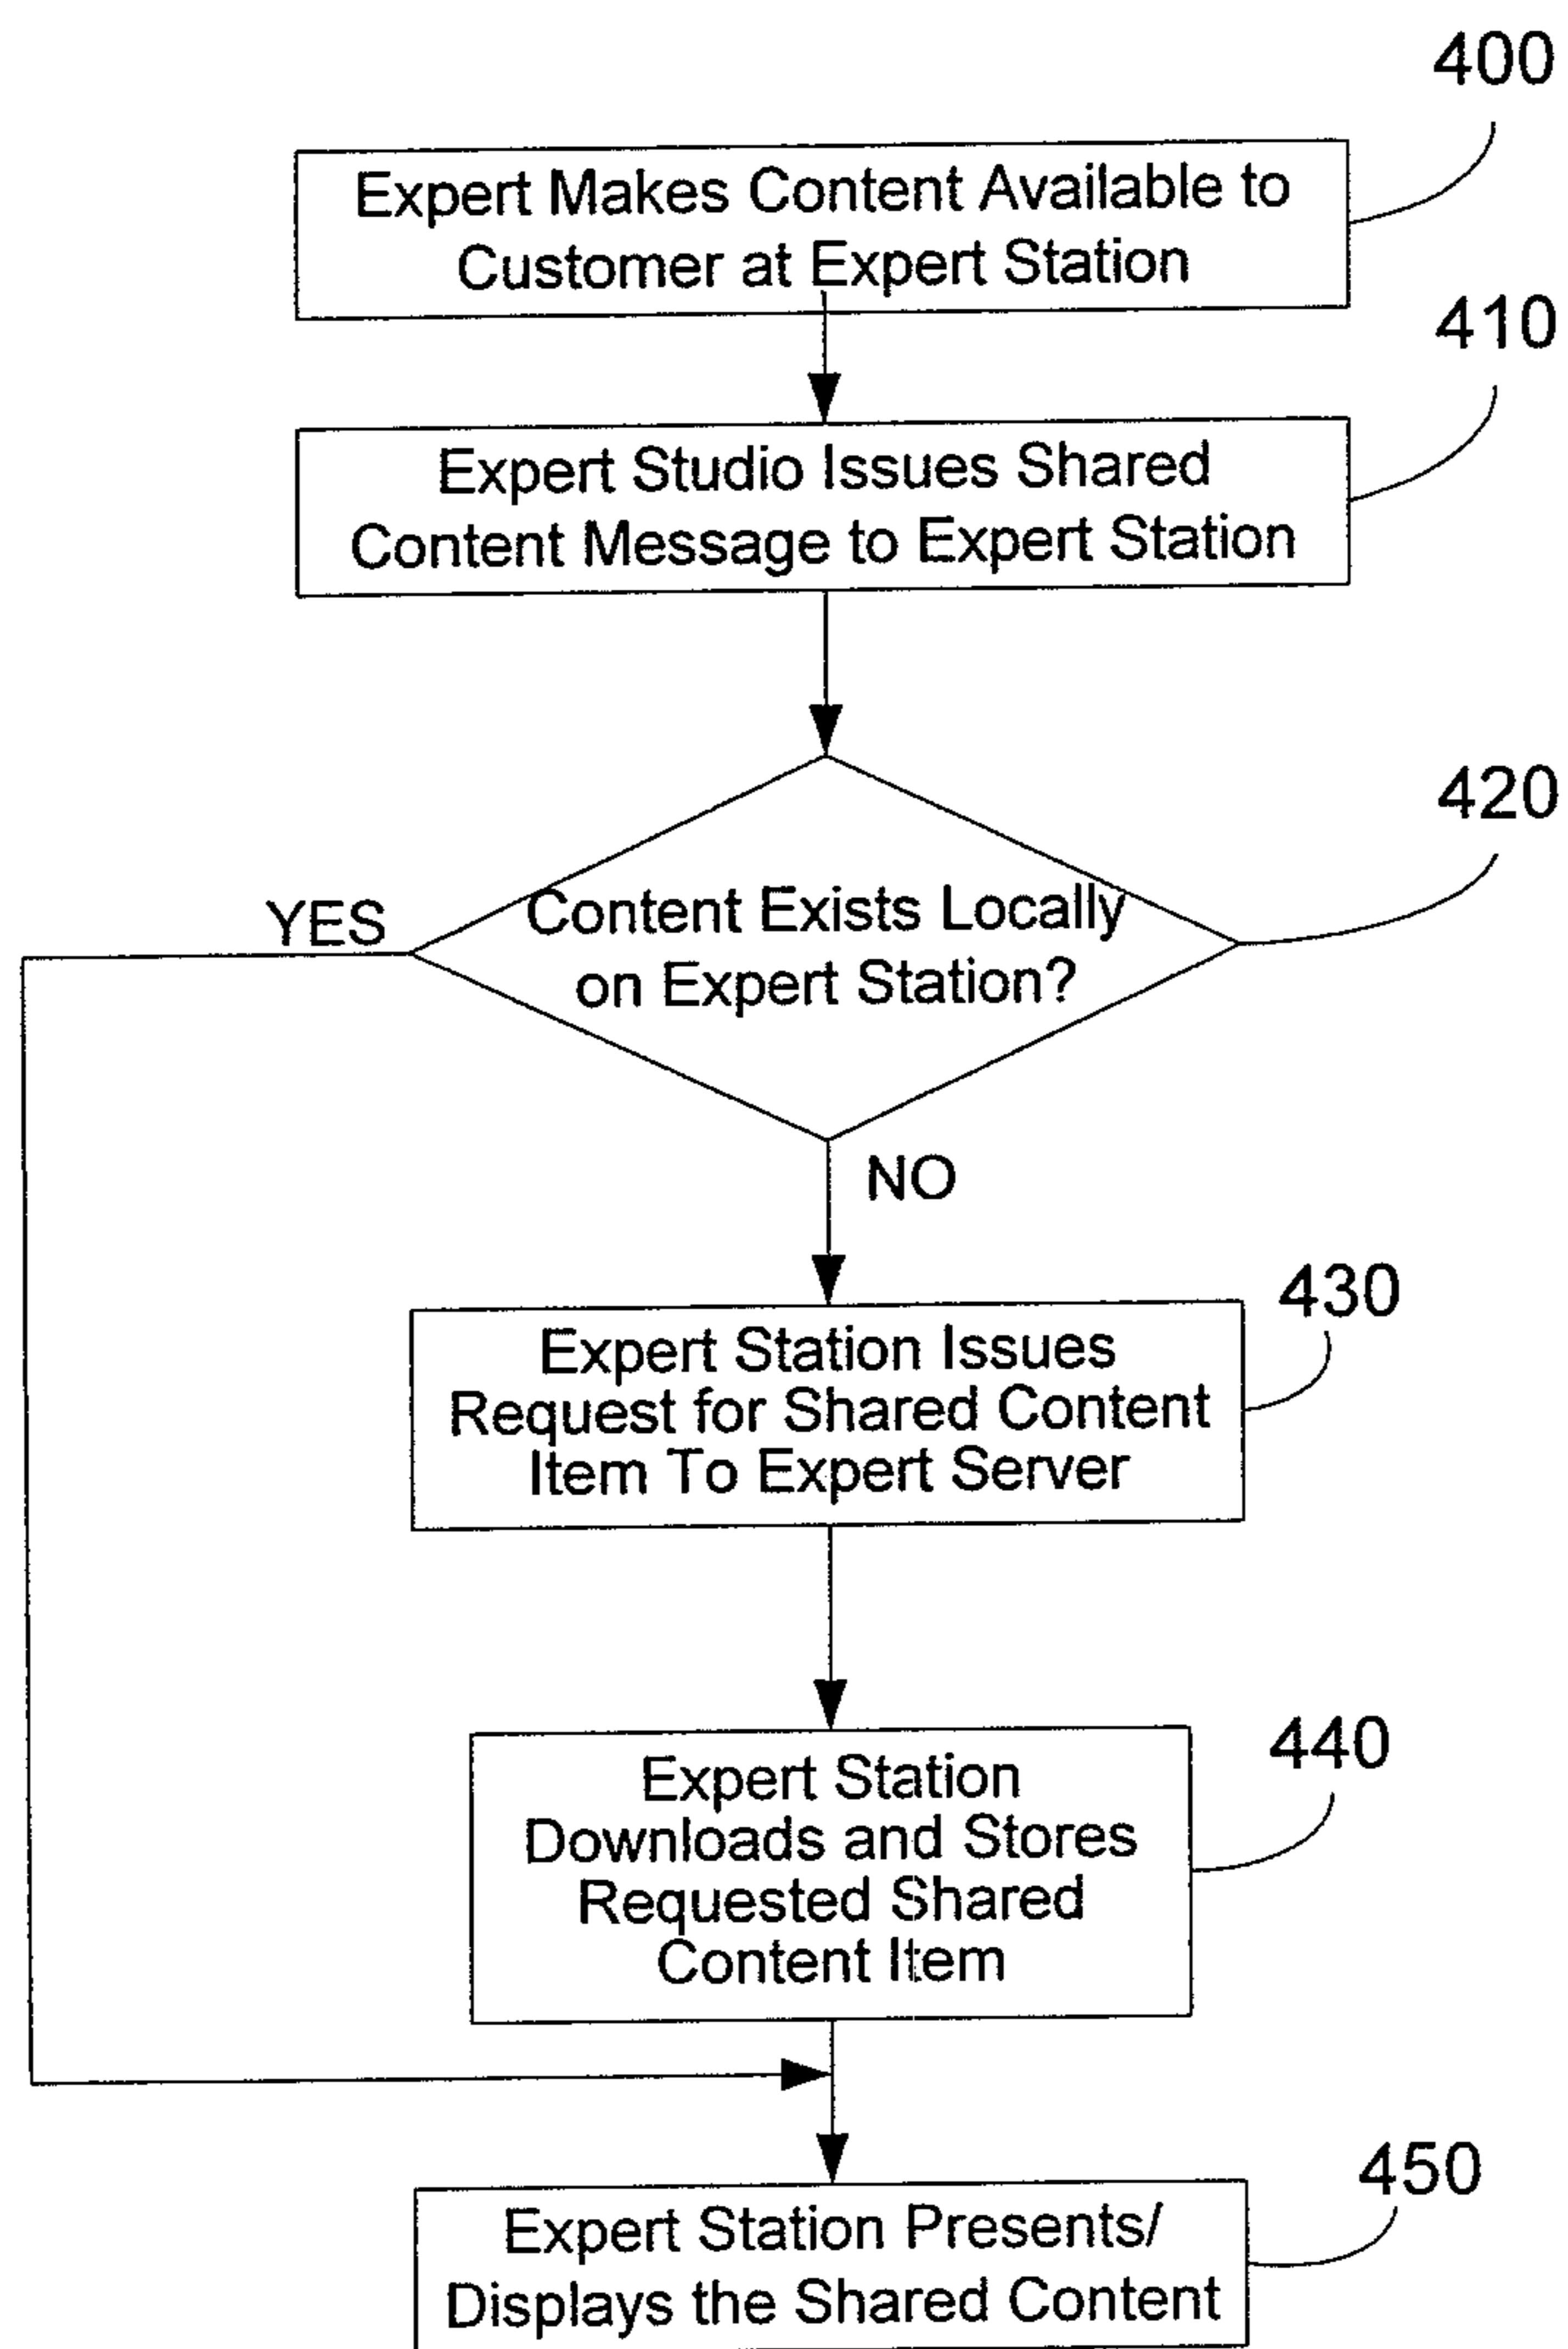 400
Expert Makes Content Available to
Customer at Expert Station
410
Expert Studio Issues Shared
Content Message to Expert Station
420
YES
Content Exists Locally
on Expert Station?
NO
430
Expert Station Issues
Request for Shared Content
Item To Expert Server
440
Expert Station
Downloads and Stores
Requested Shared
Content Item
450
Expert Station Presents/
Displays the Shared Content